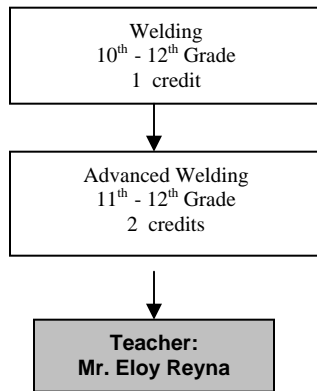 Welding
10th - 12th Grade
1 credit
Advanced Welding
11th - 12th Grade
2 credits
Teacher:
Mr. Eloy Reyna